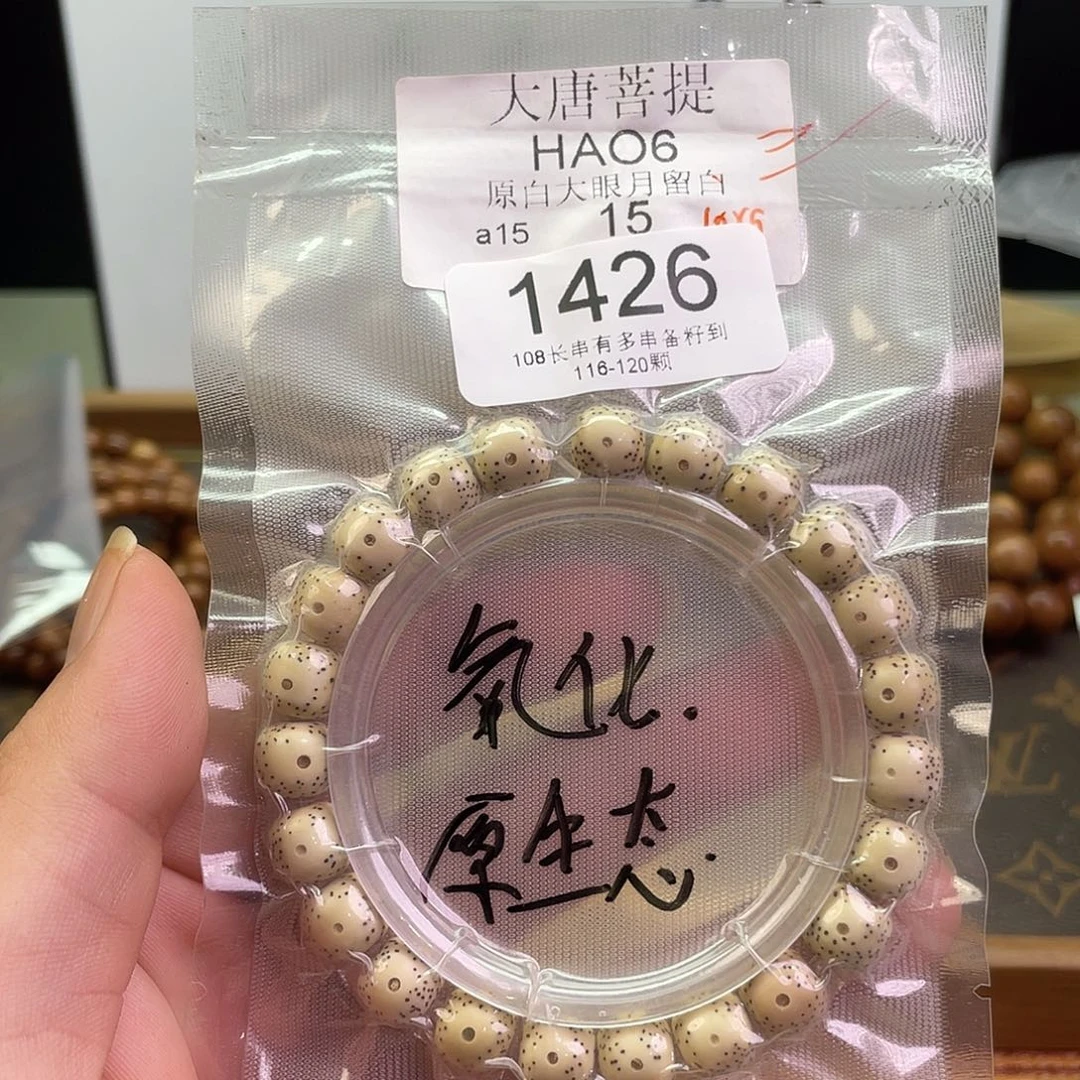 大唐菩提
HAO6
原白大眼月留白
a15 15
1426
108长串有多串备籽到
116-120颗
氧化.
原生态.